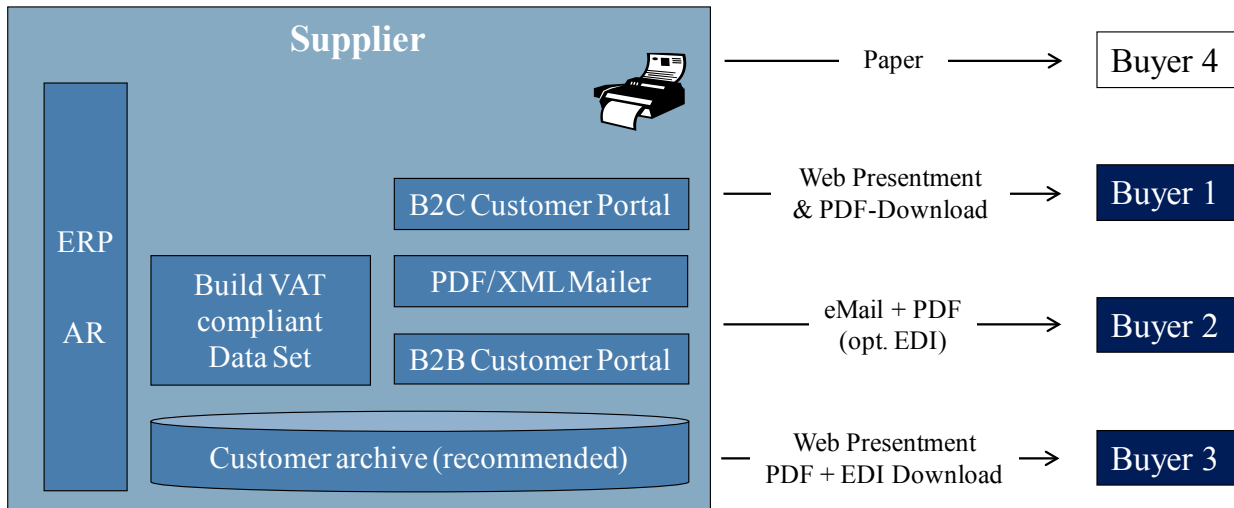 Supplier
ERP
AR
Build VAT
compliant
Data Set
B2C Customer Portal
PDF/XML Mailer
B2B Customer Portal
Customer archive (recommended)
Paper
Buyer 4
Web Presentment
& PDF-Download
Buyer 1
eMail + PDF
(opt. EDI)
Buyer 2
Web Presentment
PDF + EDI Download
Buyer 3